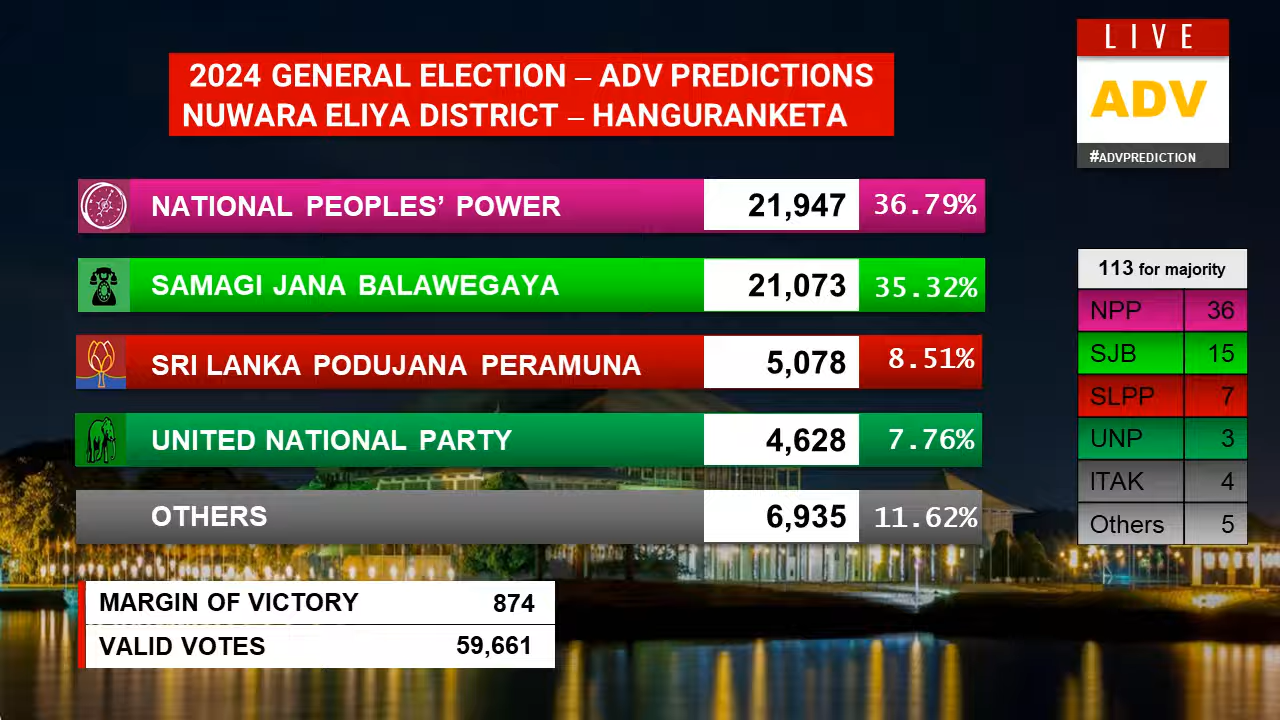 2024 GENERAL ELECTION – ADV PREDICTIONS
NUWARA ELIYA DISTRICT – HANGURANKETA
LIVE
ADV
#ADVPREDICTION
NATIONAL PEOPLES’ POWER 21,947 36.79%
SAMAGI JANA BALAWEGAYA 21,073 35.32%
SRI LANKA PODUJANA PERAMUNA 5,078 8.51%
UNITED NATIONAL PARTY 4,628 7.76%
OTHERS 6,935 11.62%
113 for majority
NPP 36
SJB 15
SLPP 7
UNP 3
ITAK 4
Others 5
MARGIN OF VICTORY 874
VALID VOTES 59,661